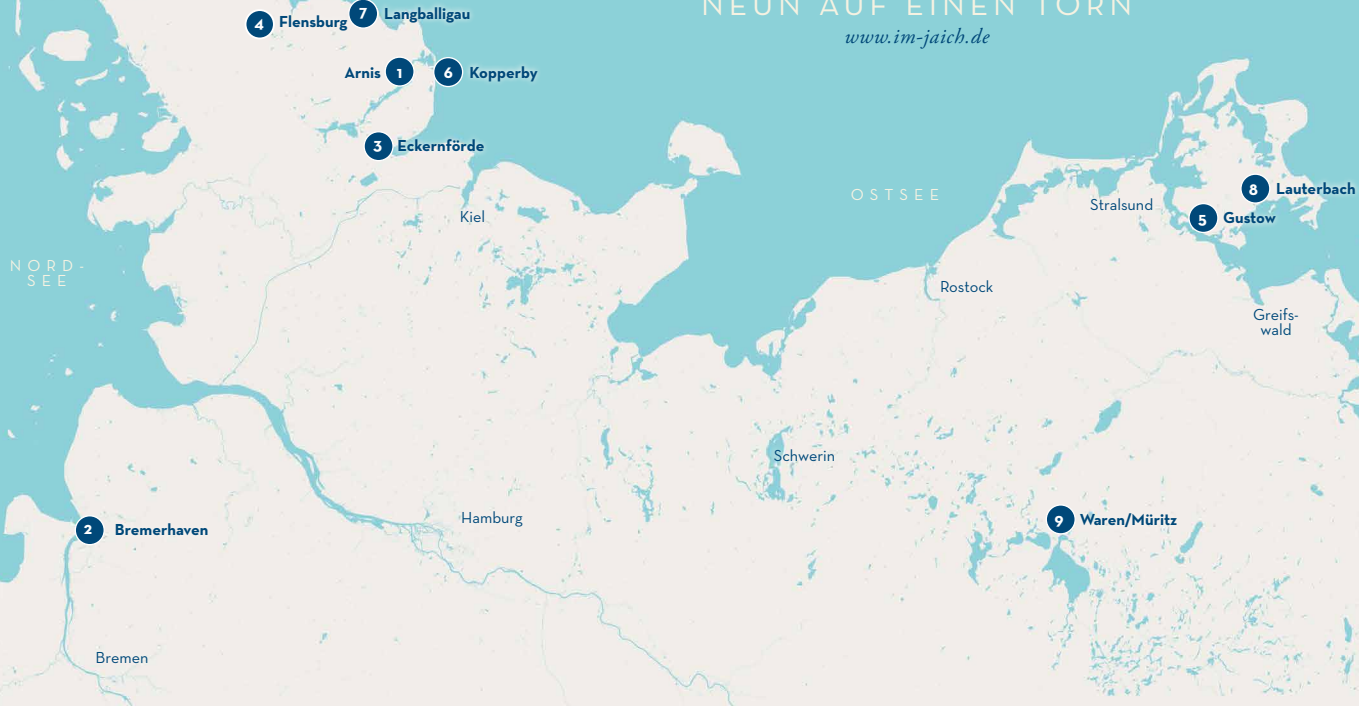 NEUN AUF EINEN TÖRN
www.im-jaich.de
7 Langballigau
4 Flensburg
Arnis 1
6 Kopperby
3 Eckernförde
OSTSEE
8 Lauterbach
Stralsund
5 Gustow
Kiel
NORD-
SEE
Rostock
Greifs-
wald
Schwerin
Hamburg
9 Waren/Müritz
2 Bremerhaven
Bremen